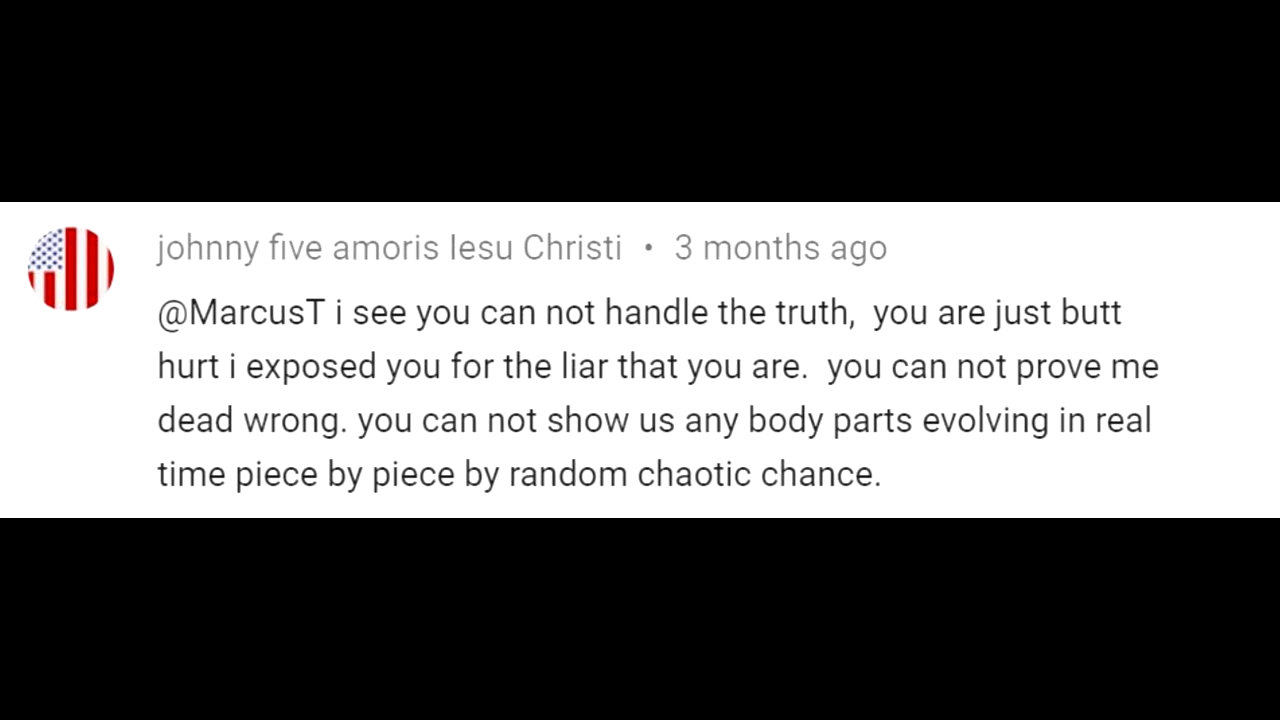 johnny five amoris Iesu Christi • 3 months ago
@MarcusT i see you can not handle the truth,  you are just butt
hurt i exposed you for the liar that you are.  you can not prove me
dead wrong. you can not show us any body parts evolving in real
time piece by piece by random chaotic chance.